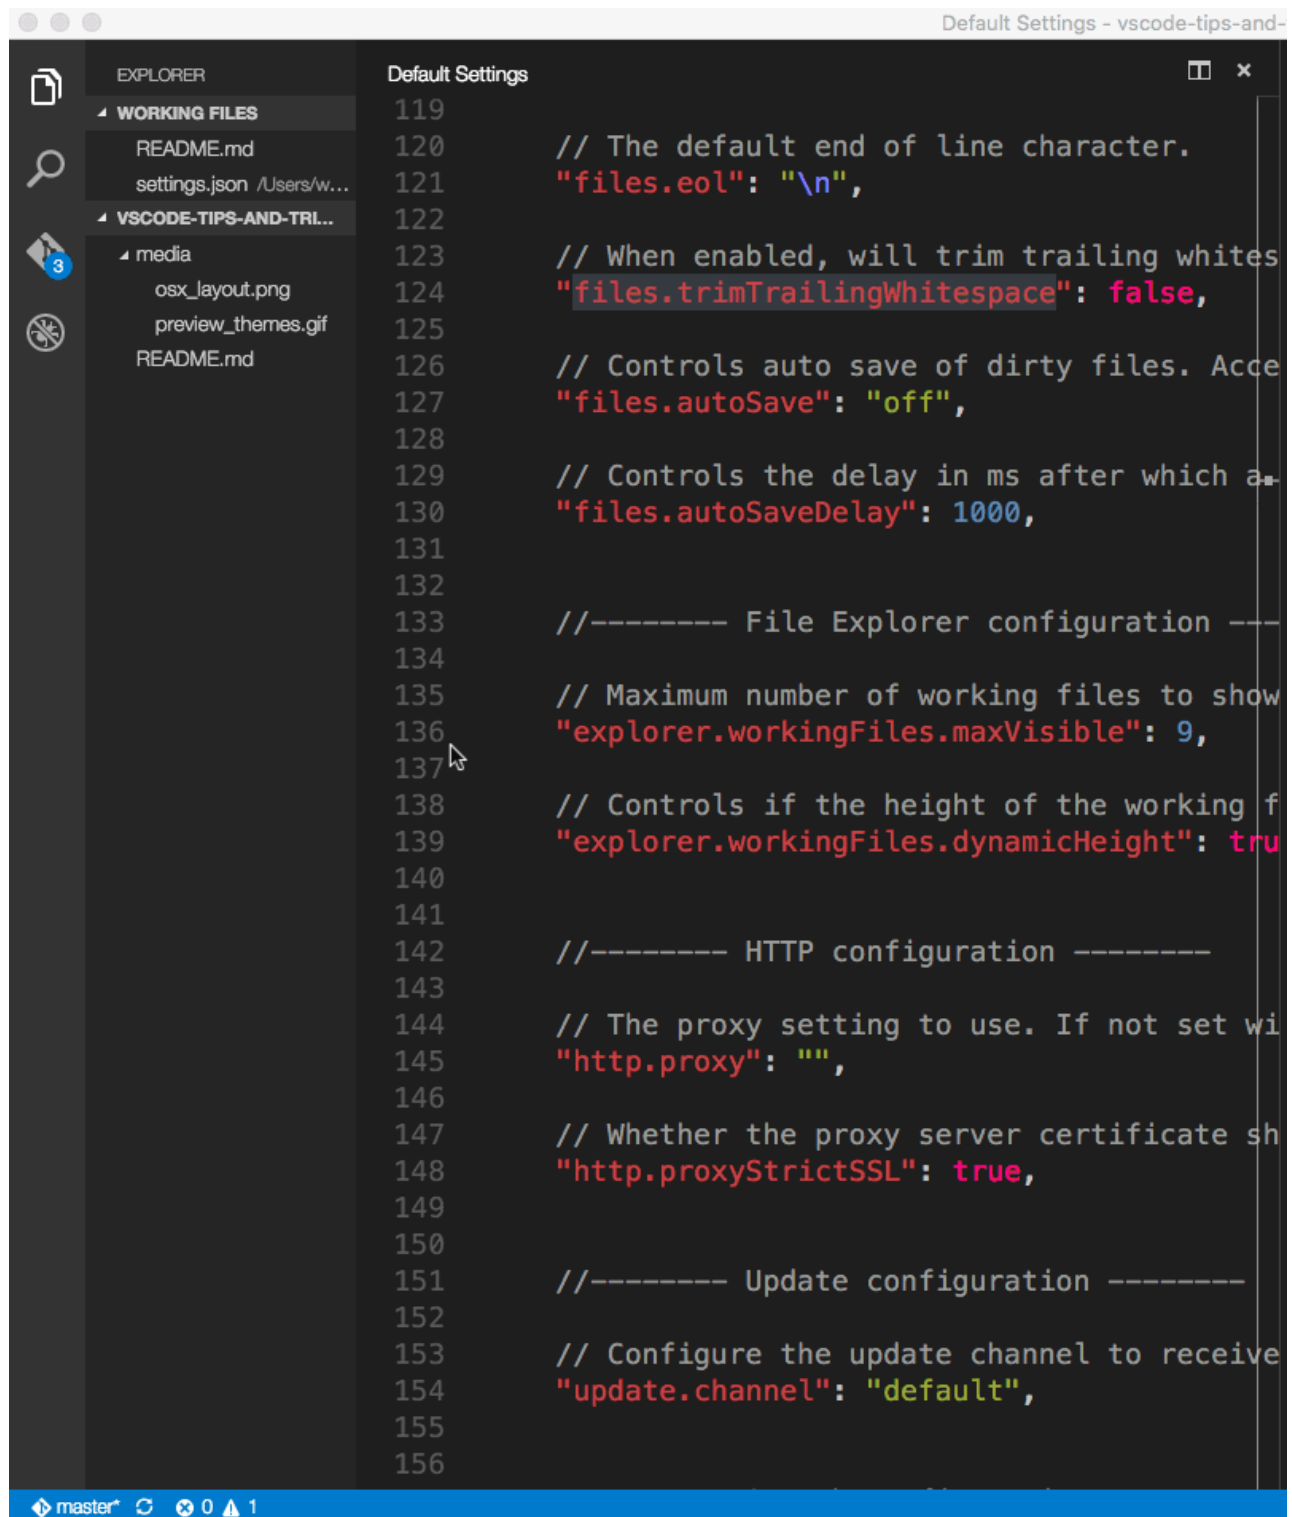 Default Settings - vscode-tips-and-
EXPLORER
WORKING FILES
README.md
settings.json /Users/w...
VSCODE-TIPS-AND-TRI...
media
osx_layout.png
preview_themes.gif
README.md
3
Default Settings
119
120 // The default end of line character.
121 "files.eol": "\n",
122
123 // When enabled, will trim trailing whites
124 "files.trimTrailingWhitespace": false,
125
126 // Controls auto save of dirty files. Acce
127 "files.autoSave": "off",
128
129 // Controls the delay in ms after which a
130 "files.autoSaveDelay": 1000,
131
132
133 //-------- File Explorer configuration ---
134
135 // Maximum number of working files to show
136 "explorer.workingFiles.maxVisible": 9,
137
138 // Controls if the height of the working f
139 "explorer.workingFiles.dynamicHeight": tru
140
141
142 //-------- HTTP configuration --------
143
144 // The proxy setting to use. If not set wi
145 "http.proxy": "",
146
147 // Whether the proxy server certificate sh
148 "http.proxyStrictSSL": true,
149
150
151 //-------- Update configuration --------
152
153 // Configure the update channel to receive
154 "update.channel": "default",
155
156
master* 0 1